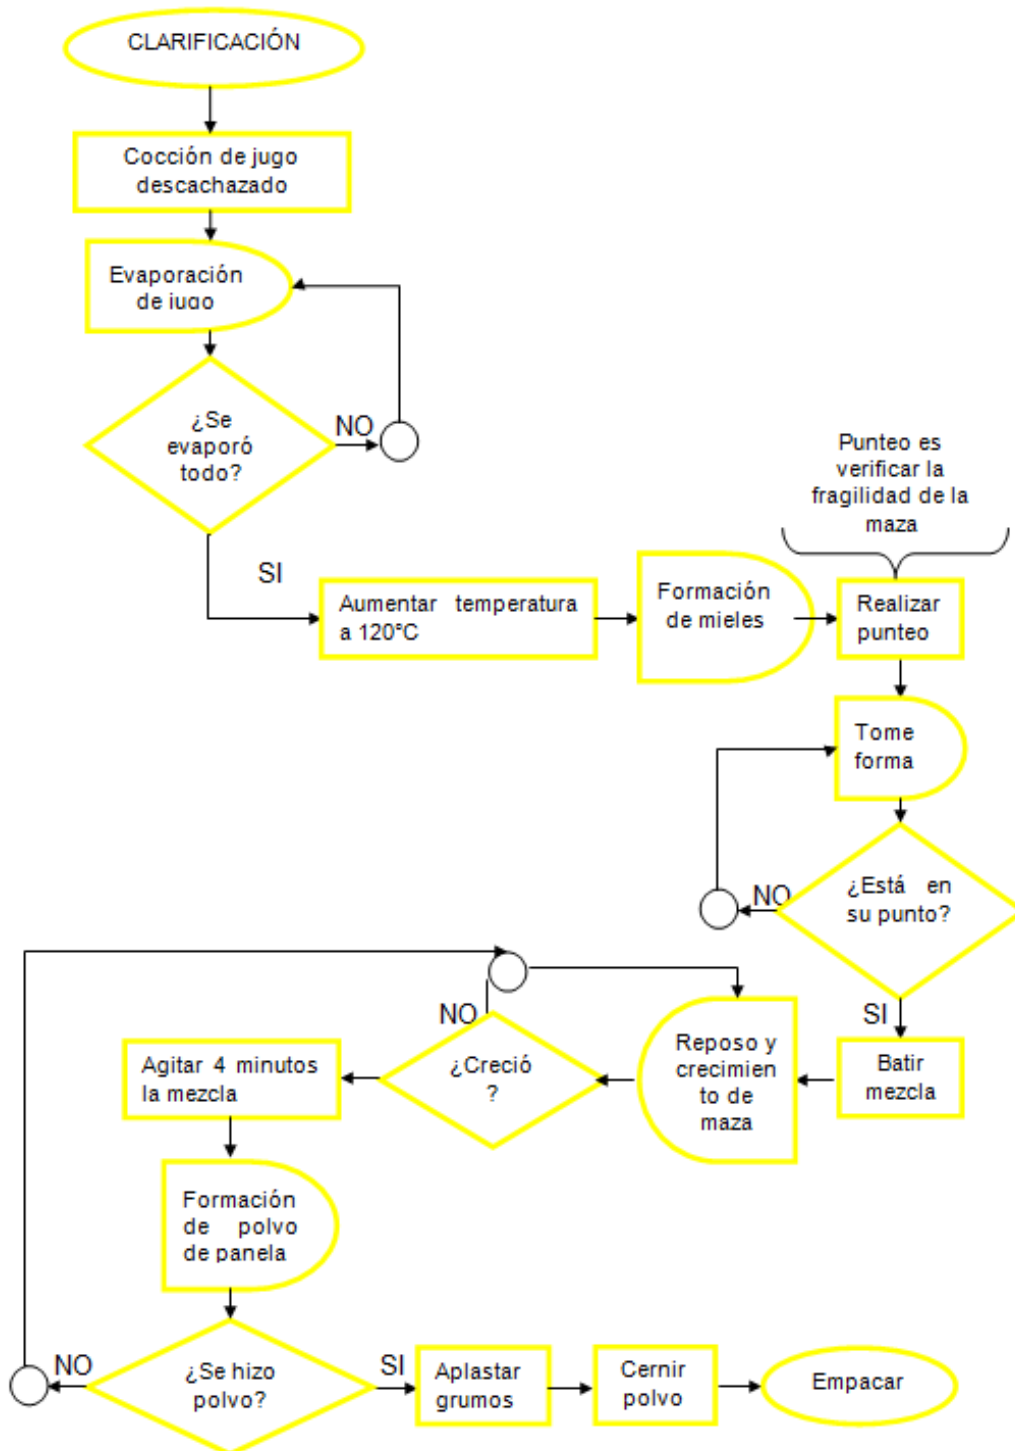 CLARIFICACIÓN
Cocción de jugo
descachazado
Evaporación
de jugo
¿Se
evaporó
todo?
NO
SI
Aumentar temperatura
a 120°C
Formación
de mieles
Punteo es
verificar la
fragilidad de la
maza
Realizar
punteo
Tome
forma
¿Está en
su punto?
NO
SI
Batir
mezcla
Reposo y
crecimie
nto de
maza
¿Creció
?
NO
Agitar 4 minutos
la mezcla
Formación
de polvo
de panela
¿Se hizo
polvo?
NO
SI
Aplastar
grumos
Cernir
polvo
Empacar